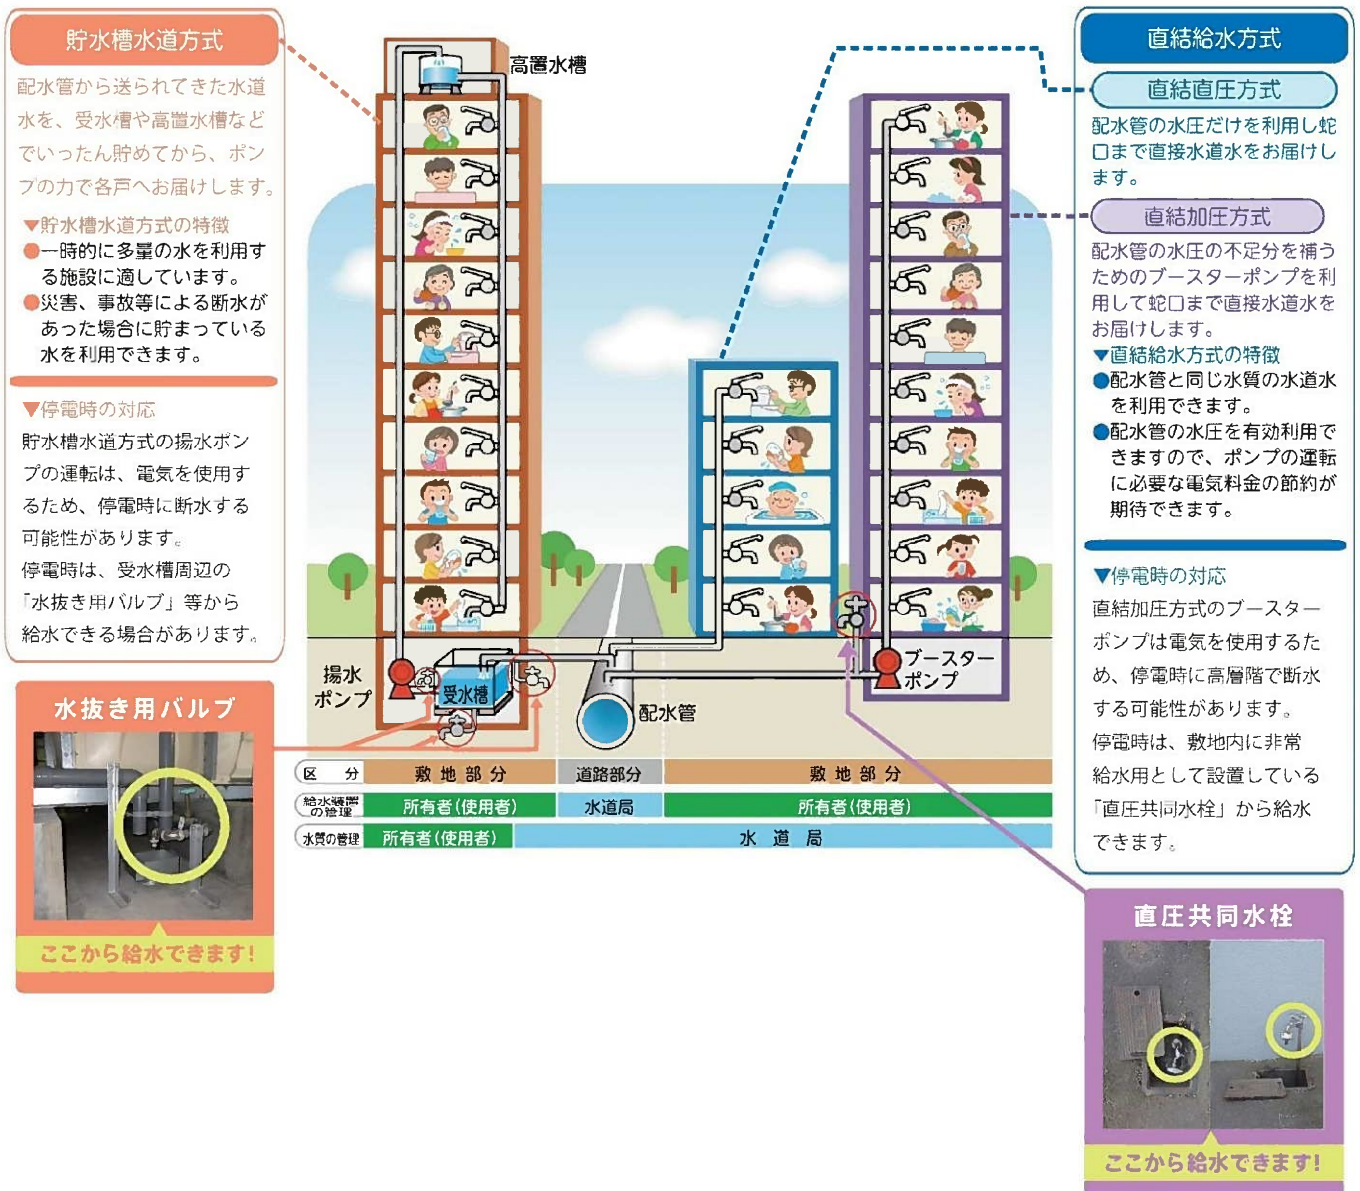 貯水槽水道方式
配水管から送られてきた水道
水を、受水槽や高置水槽など
でいったん貯めてから、ポン
プの力で各戸へお届けします。
▼貯水槽水道方式の特徴
●一時的に多量の水を利用す
る施設に適しています。
●災害、事故等による断水が
あった場合に貯まっている
水を利用できます。
▼停電時の対応
貯水槽水道方式の揚水ポン
プの運転は、電気を使用す
るため、停電時に断水する
可能性があります。
停電時は、受水槽周辺の
「水抜き用バルブ」等から
給水できる場合があります。
水抜き用バルブ
ここから給水できます!
高置水槽
揚水
ポンプ
受水槽
配水管
ブースター
ポンプ
区 分
敷地部分
道路部分
敷地部分
給水装置
の管理
所有者(使用者)
水道局
所有者(使用者)
水質の管理
所有者(使用者)
水道局
直結給水方式
直結直圧方式
配水管の水圧だけを利用し蛇
口まで直接水道水をお届けし
ます。
直結加圧方式
配水管の水圧の不足分を補う
ためのブースターポンプを利
用して蛇口まで直接水道水を
お届けします。
▼直結給水方式の特徴
●配水管と同じ水質の水道水
を利用できます。
●配水管の水圧を有効利用で
きますので、ポンプの運転
に必要な電気料金の節約が
期待できます。
▼停電時の対応
直結加圧方式のブースター
ポンプは電気を使用するた
め、停電時に高層階で断水
する可能性があります。
停電時は、敷地内に非常
給水用として設置している
「直圧共同水栓」から給水
できます。
直圧共同水栓
ここから給水できます!